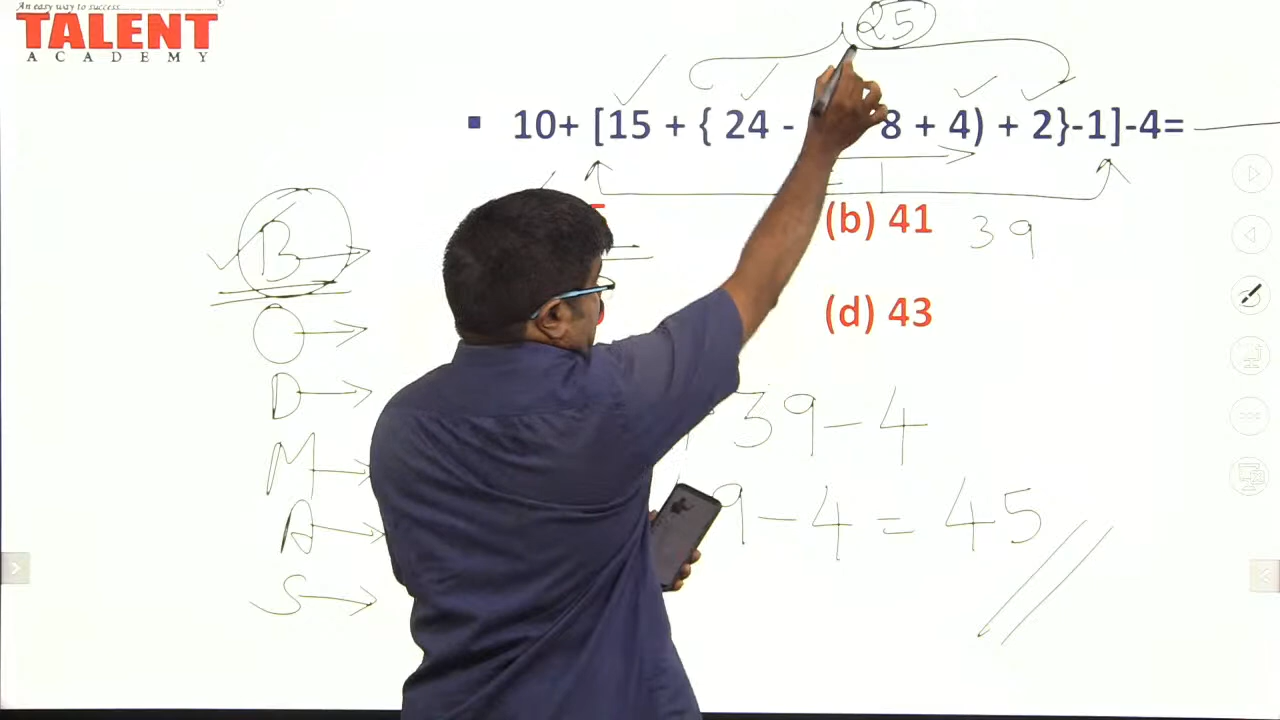 An easy way to success...
TALENT
ACADEMY
25
10+ [15 + { 24 - 8 + 4) + 2}-1]-4=
(b) 41
39
B
(d) 43
O
D
39-4
M
9-4 = 45
A
S